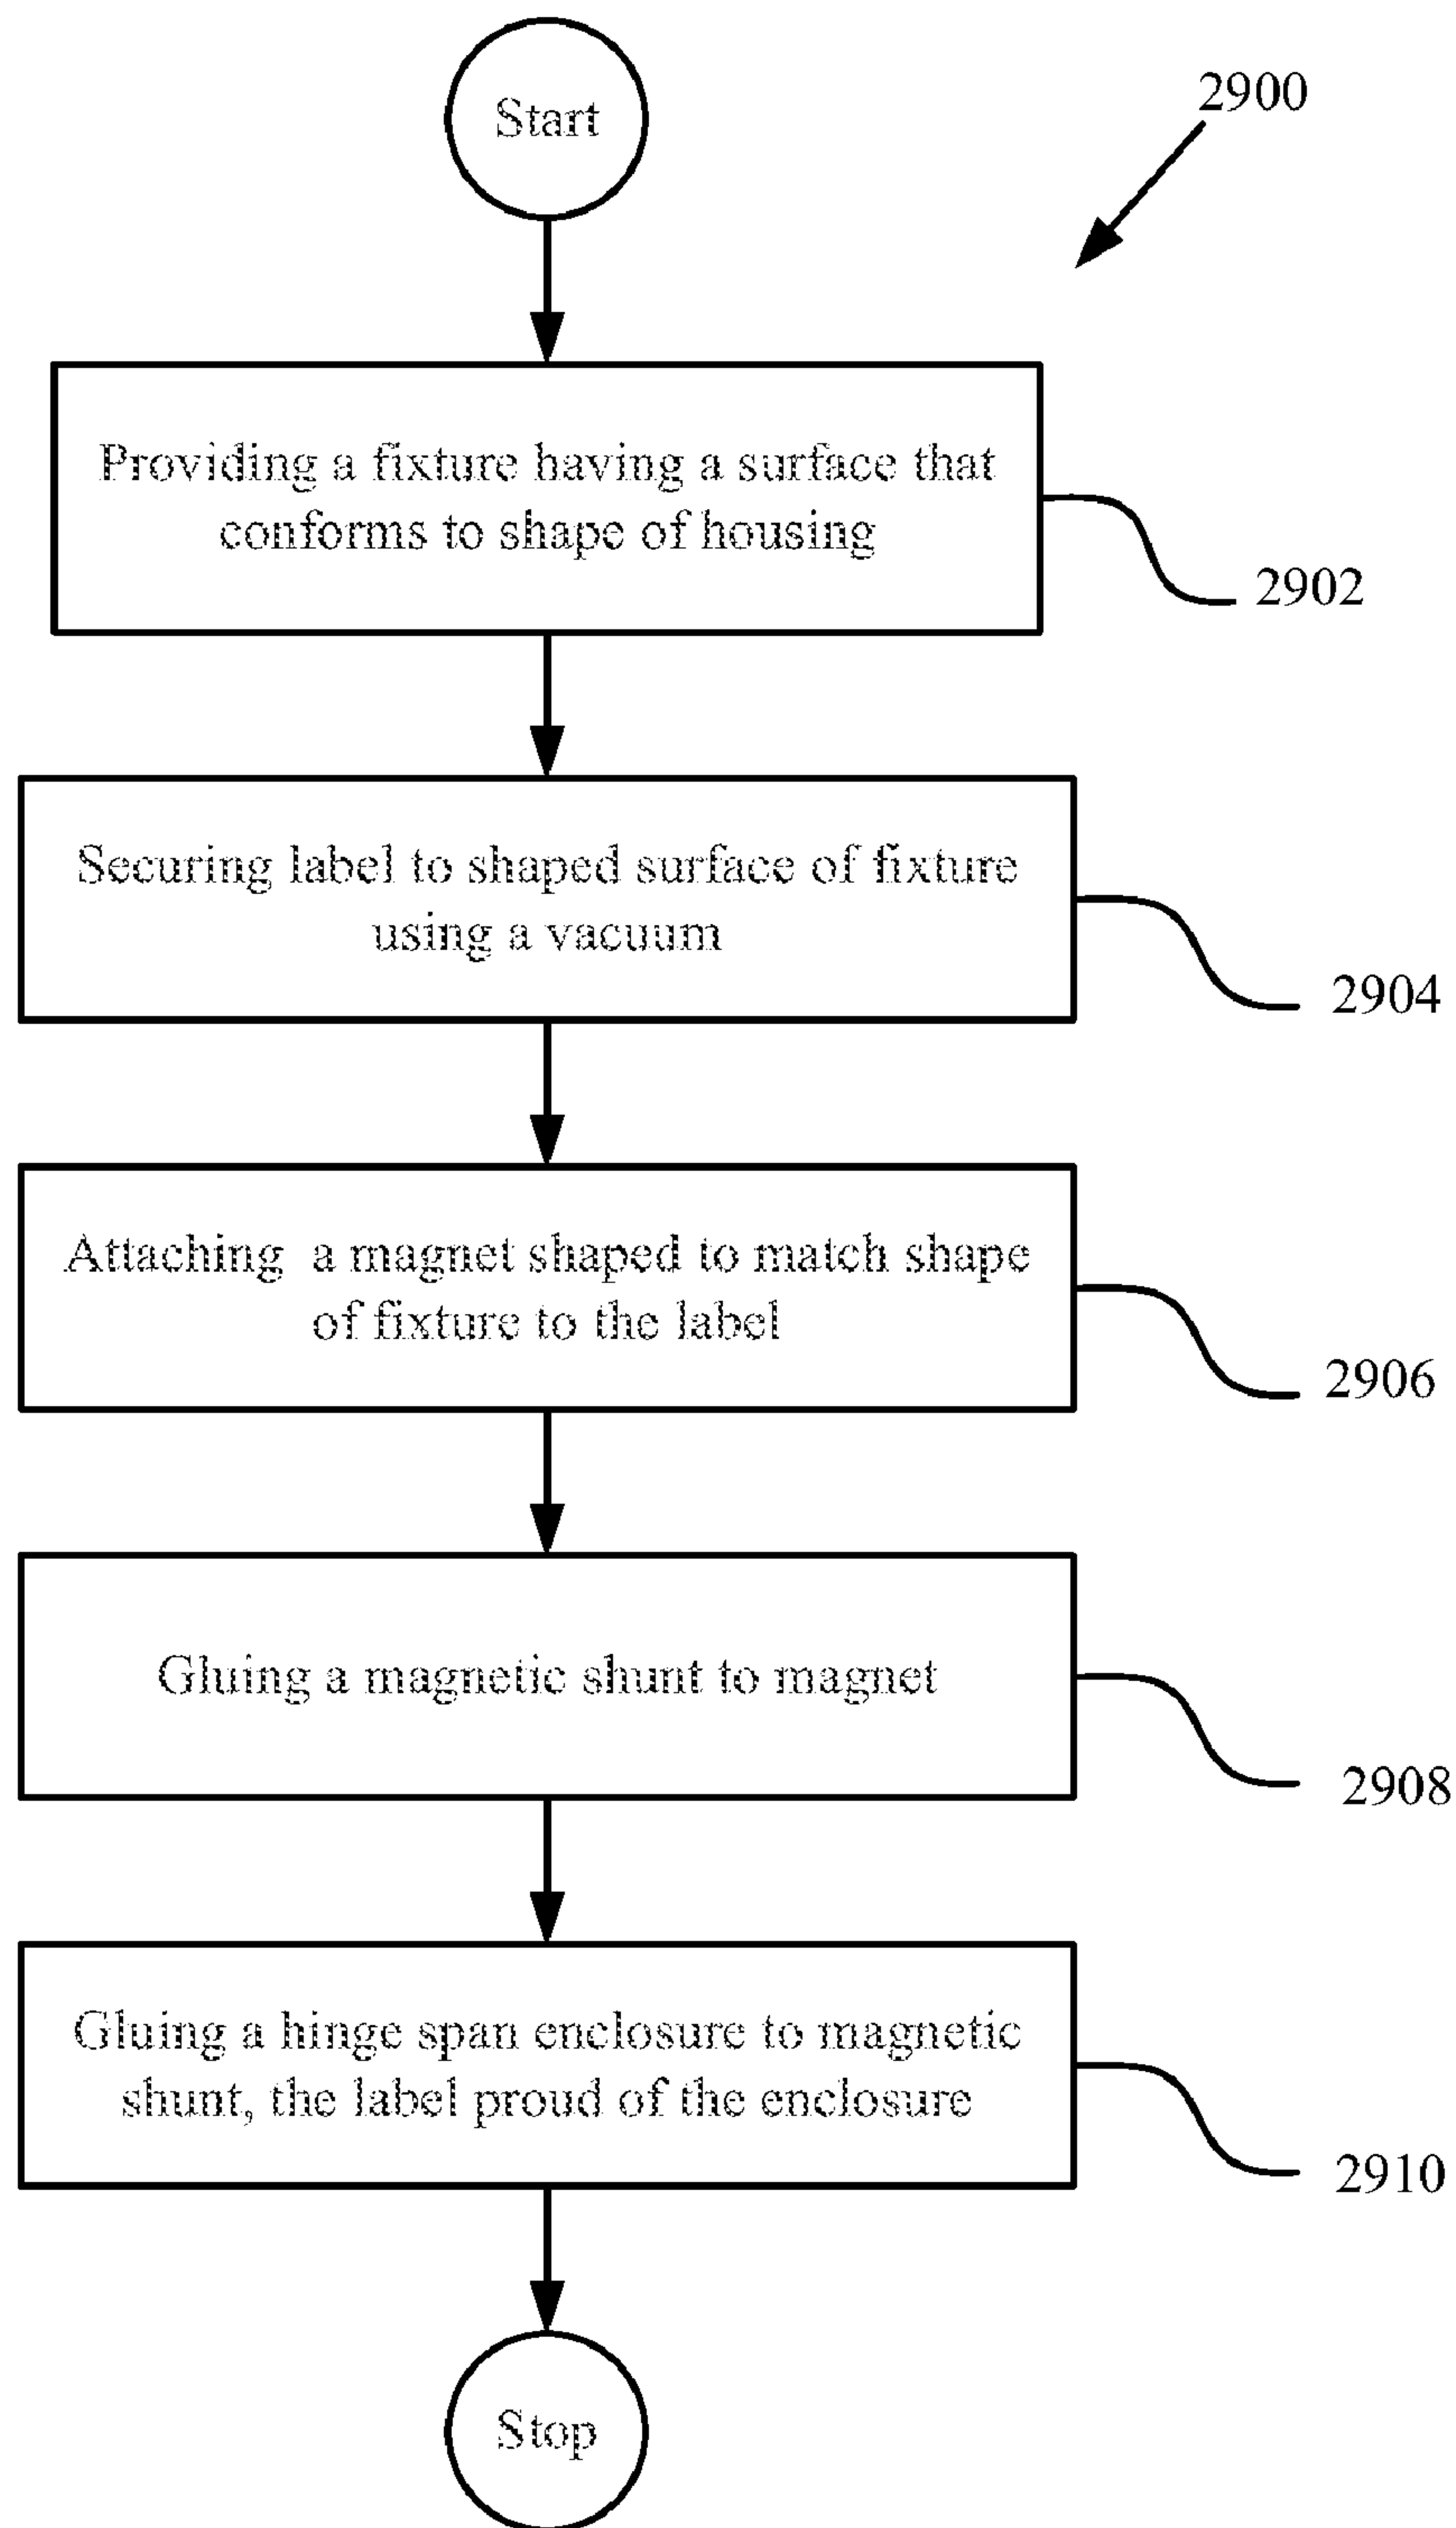 Start
2900
Providing a fixture having a surface that
conforms to shape of housing
2902
Securing label to shaped surface of fixture
using a vacuum
2904
Attaching a magnet shaped to match shape
of fixture to the label
2906
Gluing a magnetic shunt to magnet
2908
Gluing a hinge span enclosure to magnetic
shunt, the label proud of the enclosure
2910
Stop